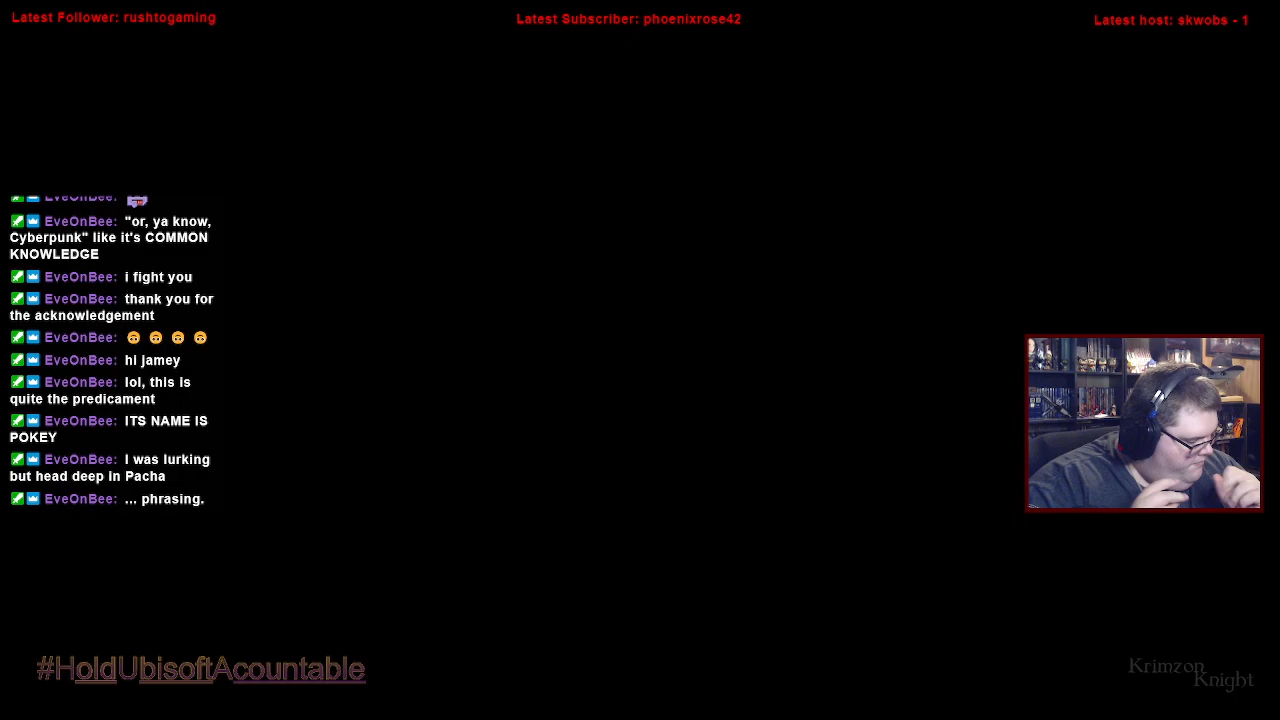 Latest Follower: rushtogaming
Latest Subscriber: phoenixrose42
Latest host: skwobs - 1
EveOnBee:
EveOnBee: "or, ya know,
Cyberpunk" like it's COMMON
KNOWLEDGE
EveOnBee: i fight you
EveOnBee: thank you for
the acknowledgement
EveOnBee: 🙃 🙃 🙃 🙃
EveOnBee: hi jamey
EveOnBee: lol, this is
quite the predicament
EveOnBee: ITS NAME IS
POKEY
EveOnBee: I was lurking
but head deep in Pacha
EveOnBee: ... phrasing.
#HoldUbisoftAcountable
Krimzon
Knight